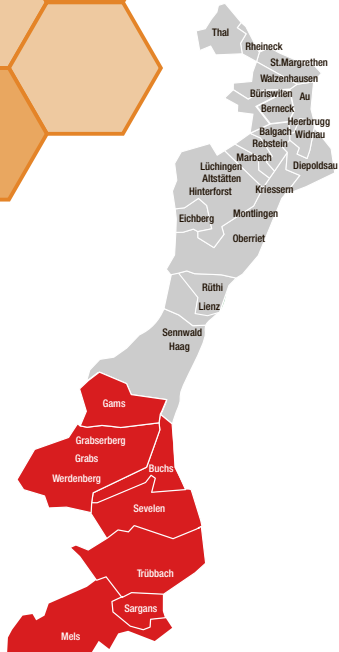 Thal
Rheineck
St.Margrethen
Walzenhausen
Büriswilen
Au
Berneck
Heerbrugg
Balgach
Widnau
Rebstein
Marbach
Diepoldsau
Lüchingen
Altstätten
Hinterforst
Kriessern
Eichberg
Montlingen
Oberriet
Rüthi
Lienz
Sennwald
Haag
Gams
Grabserberg
Grabs
Buchs
Werdenberg
Sevelen
Trübbach
Sargans
Mels